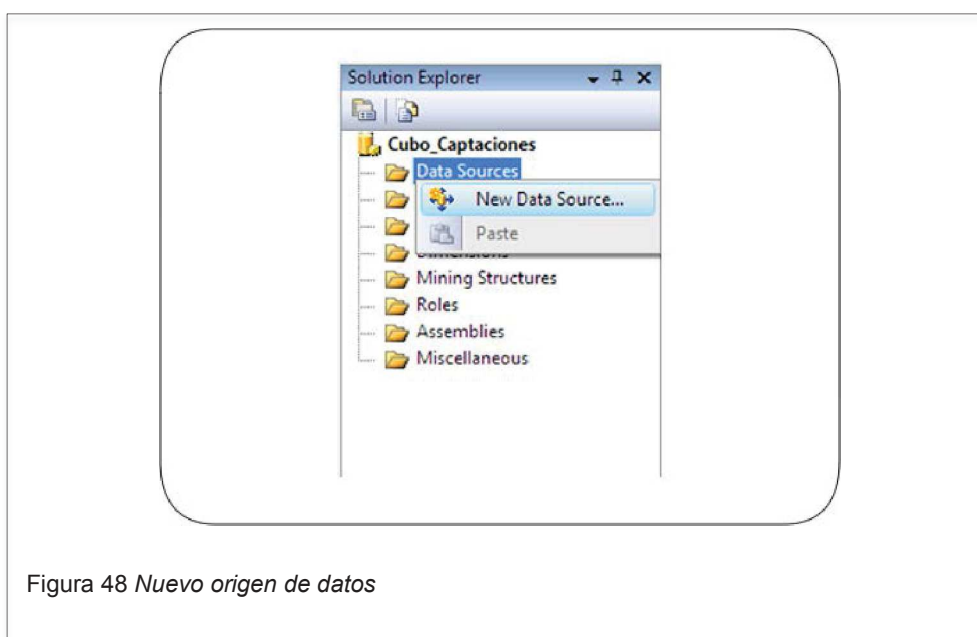 Solution Explorer
Cubo_Captaciones
Data Sources
New Data Source...
Paste
Mining Structures
Roles
Assemblies
Miscellaneous
Figura 48 Nuevo origen de datos